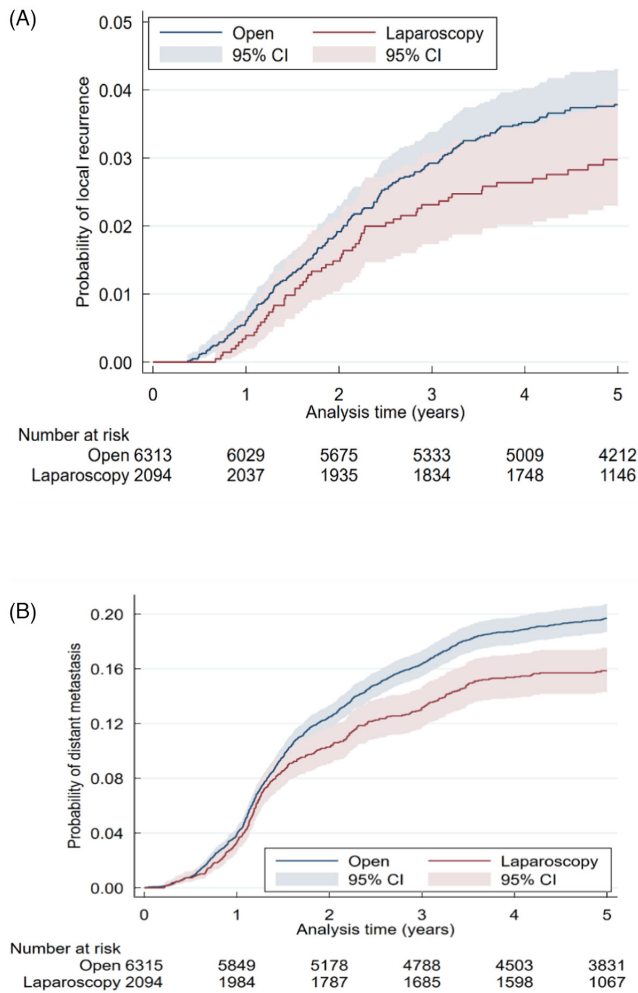 (A)
0.05
Open
Laparoscopy
95% CI
95% CI
0.04
0.03
0.02
0.01
0.00
Probability of local recurrence
0 1 2 3 4 5
Analysis time (years)
Number at risk
Open 6313 6029 5675 5333 5009 4212
Laparoscopy 2094 2037 1935 1834 1748 1146
(B)
0.20
0.16
0.12
0.08
0.04
0.00
Probability of distant metastasis
Open
Laparoscopy
95% CI
95% CI
0 1 2 3 4 5
Analysis time (years)
Number at risk
Open 6315 5849 5178 4788 4503 3831
Laparoscopy 2094 1984 1787 1685 1598 1067